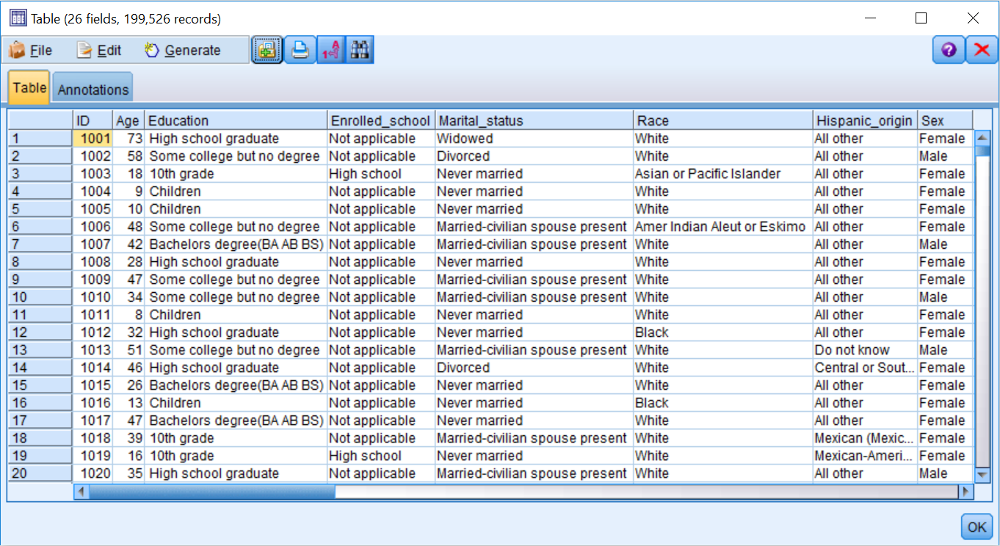 Table (26 fields, 199,526 records)
File Edit Generate
Table Annotations
ID Age Education Enrolled_school Marital_status Race Hispanic_origin Sex
1 1001 73 High school graduate Not applicable Widowed White All other Female
2 1002 58 Some college but no degree Not applicable Divorced White All other Male
3 1003 18 10th grade High school Never married Asian or Pacific Islander All other Female
4 1004 9 Children Not applicable Never married White All other Female
5 1005 10 Children Not applicable Never married White All other Female
6 1006 48 Some college but no degree Not applicable Married-civilian spouse present Amer Indian Aleut or Eskimo All other Female
7 1007 42 Bachelors degree(BA AB BS) Not applicable Married-civilian spouse present White All other Male
8 1008 28 High school graduate Not applicable Never married White All other Female
9 1009 47 Some college but no degree Not applicable Married-civilian spouse present White All other Female
10 1010 34 Some college but no degree Not applicable Married-civilian spouse present White All other Male
11 1011 8 Children Not applicable Never married White All other Female
12 1012 32 High school graduate Not applicable Never married Black All other Female
13 1013 51 Some college but no degree Not applicable Married-civilian spouse present White Do not know Male
14 1014 46 High school graduate Not applicable Divorced White Central or Sout... Female
15 1015 26 Bachelors degree(BA AB BS) Not applicable Never married White All other Female
16 1016 13 Children Not applicable Never married Black All other Female
17 1017 47 Bachelors degree(BA AB BS) Not applicable Never married White All other Female
18 1018 39 10th grade Not applicable Married-civilian spouse present White Mexican (Mexic... Female
19 1019 16 10th grade High school Never married White Mexican-Ameri... Female
20 1020 35 High school graduate Not applicable Married-civilian spouse present White All other Male
OK